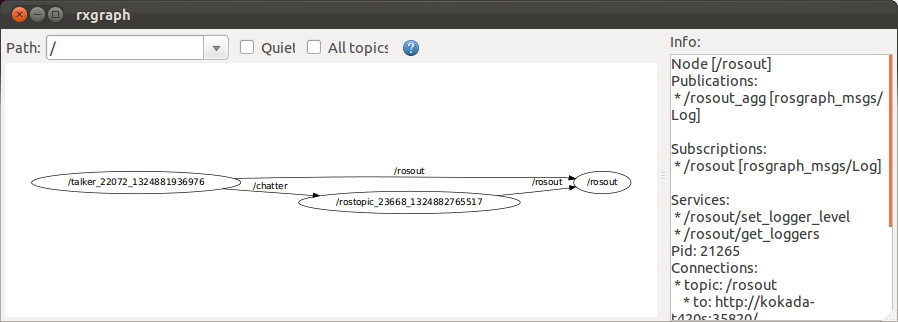 rxgraph
Path: / Quiet All topics ?
Info:
Node [/rosout]
Publications:
* /rosout_agg [rosgraph_msgs/
Log]
Subscriptions:
* /rosout [rosgraph_msgs/Log]
Services:
* /rosout/set_logger_level
* /rosout/get_loggers
Pid: 21265
Connections:
* topic: /rosout
* to: http://kokada-
t420s:35820/
/rosout
/talker_22072_1324881936976
/chatter
/rosout
/rosout
/rostopic_23668_1324882765517